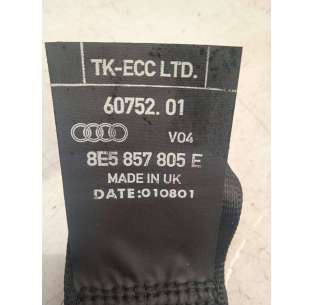 TK-ECC LTD.
60752.01
V04
8E5 857 805 E
MADE IN UK
DATE:010801